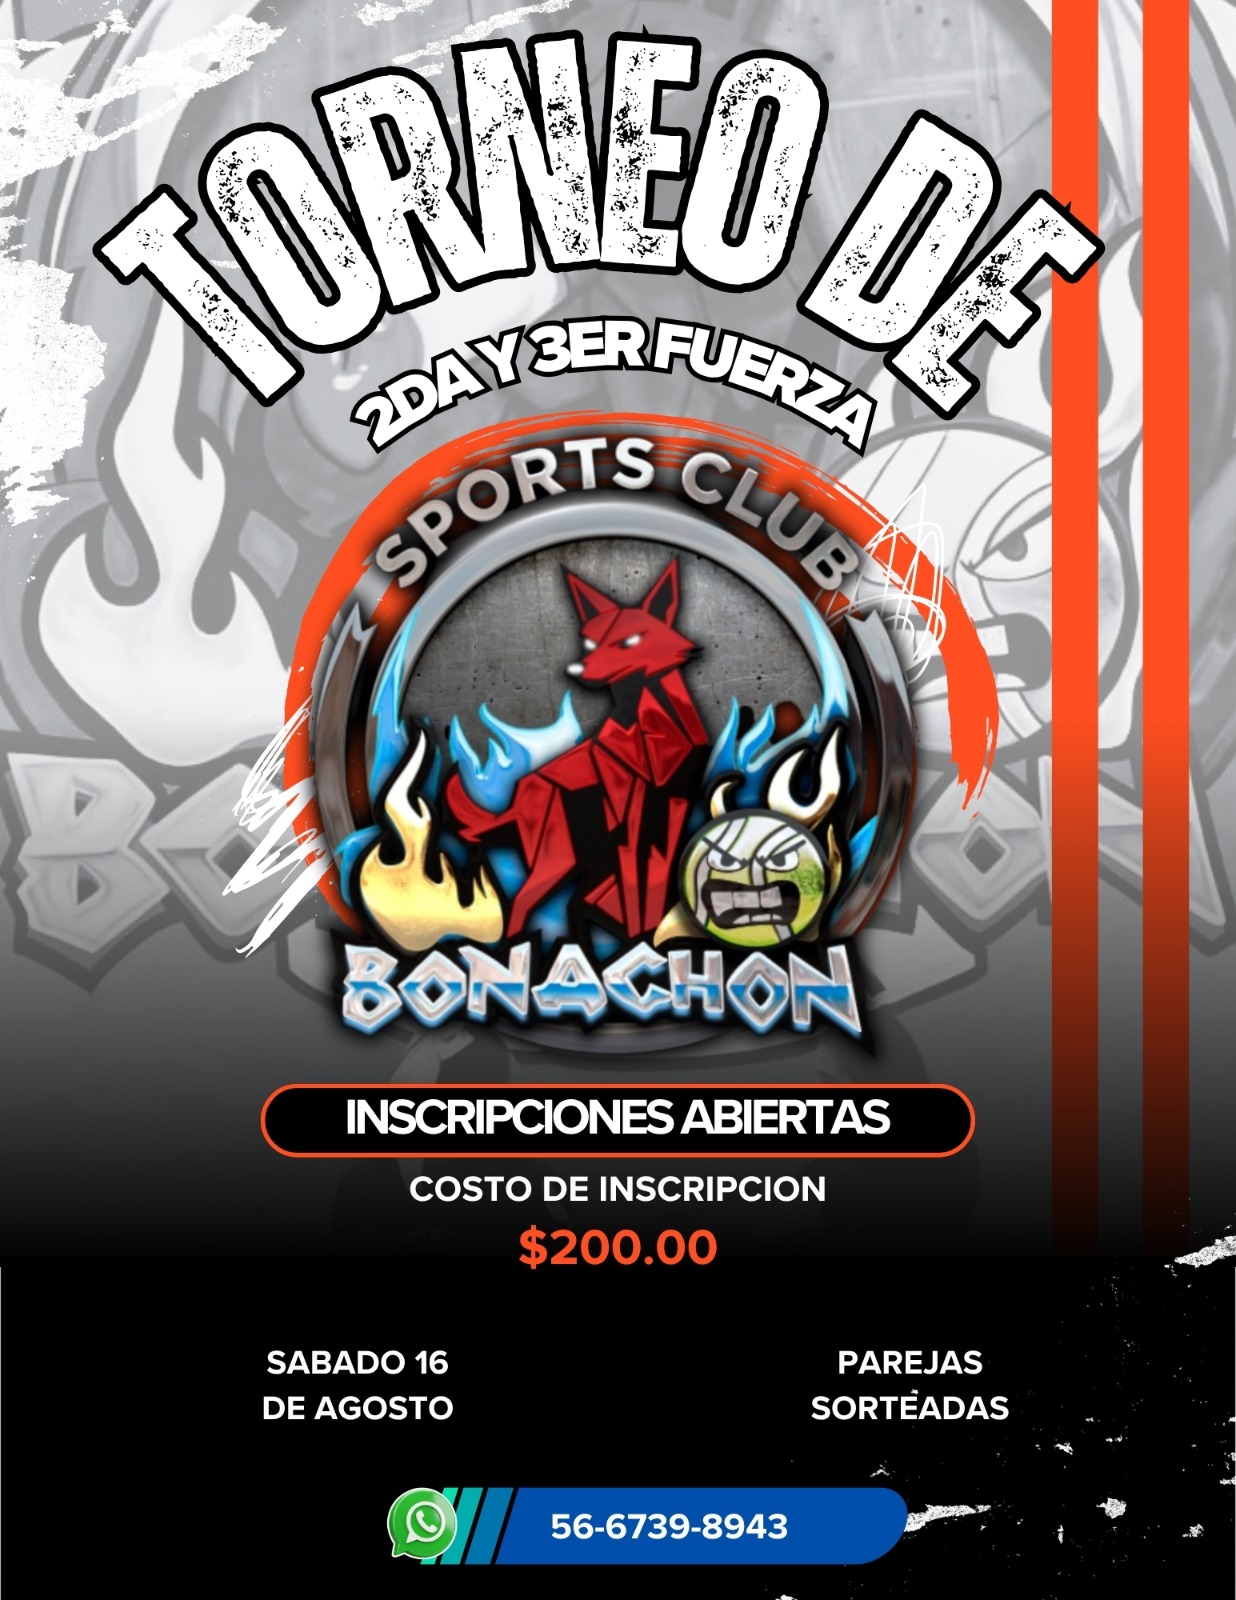 TORNEO DE
2DA Y 3ER FUERZA
SPORTS CLUB
BONACHON
INSCRIPCIONES ABIERTAS
COSTO DE INSCRIPCION
$200.00
SABADO 16
DE AGOSTO
PAREJAS
SORTEADAS
56-6739-8943